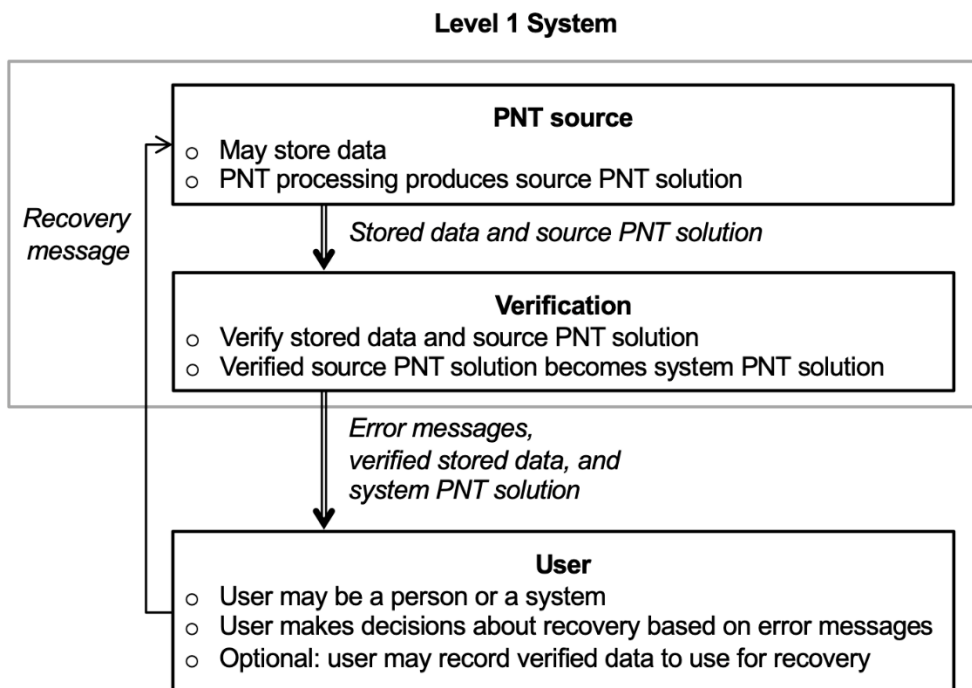 Level 1 System
PNT source
o May store data
o PNT processing produces source PNT solution
Recovery
message
Stored data and source PNT solution
Verification
o Verify stored data and source PNT solution
o Verified source PNT solution becomes system PNT solution
Error messages,
verified stored data, and
system PNT solution
User
o User may be a person or a system
o User makes decisions about recovery based on error messages
o Optional: user may record verified data to use for recovery